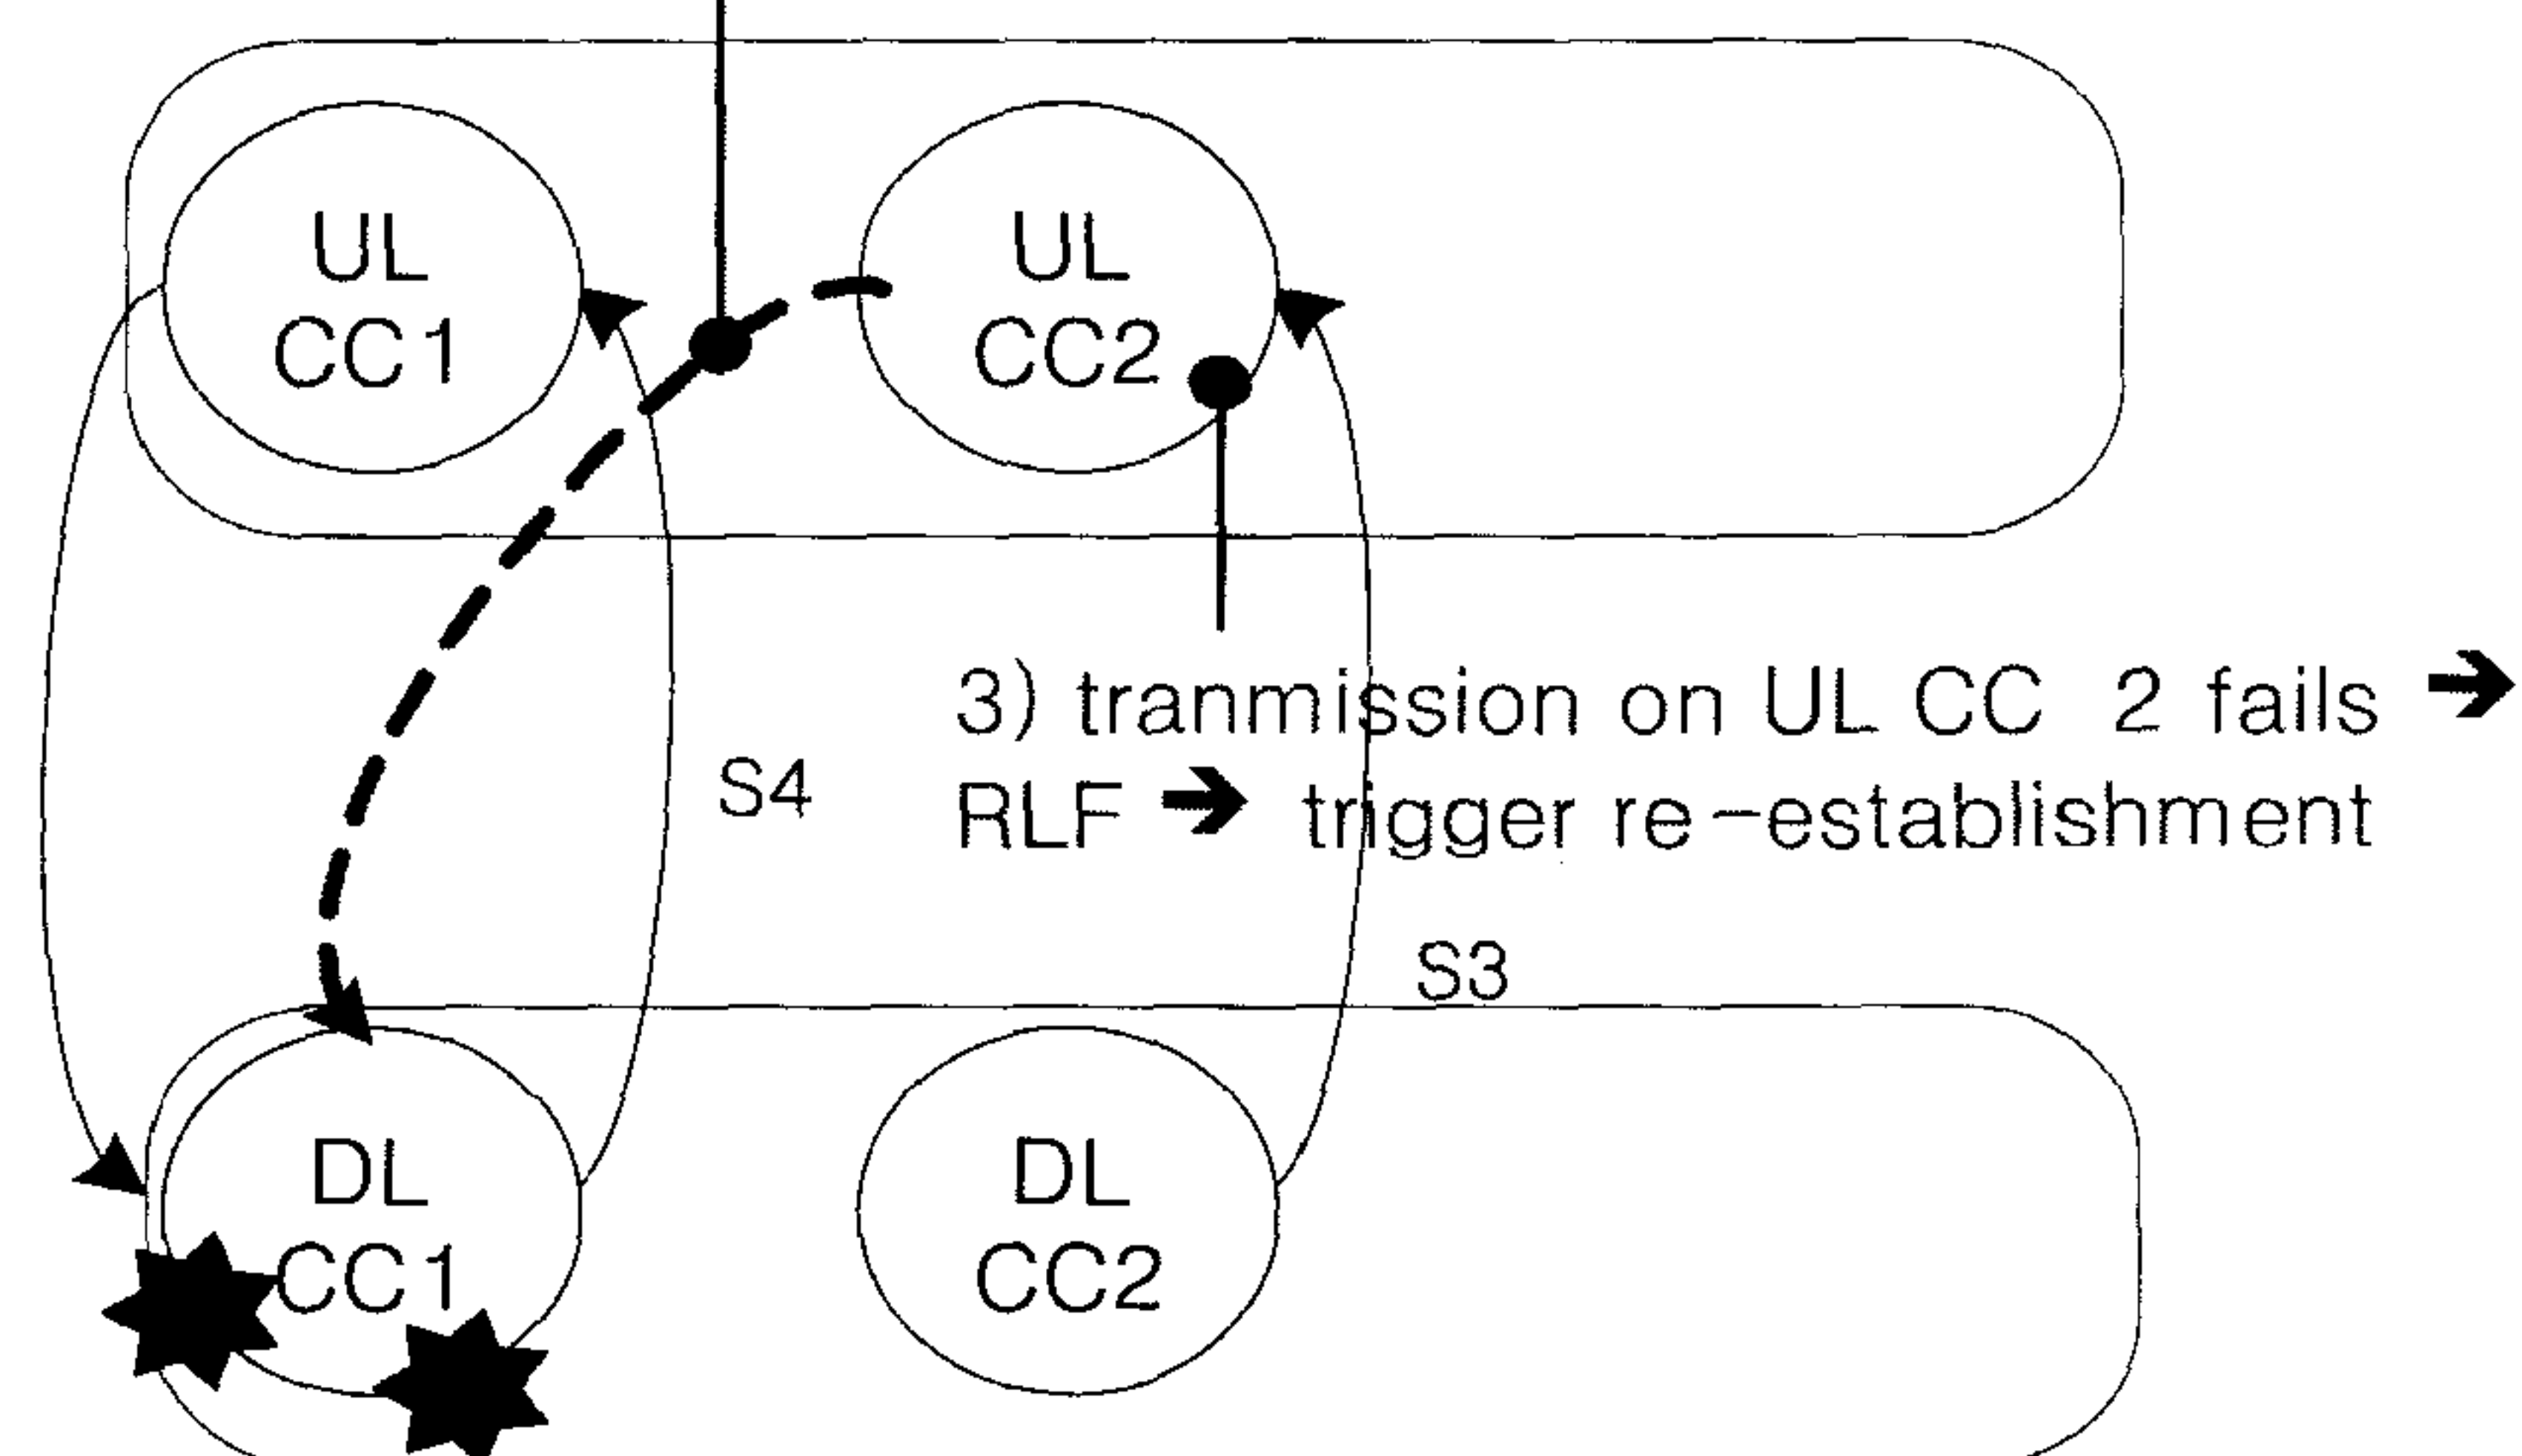 UL
CC1
UL
CC2
3) tranmission on UL CC 2 fails ➔
RLF ➔ trigger re-establishment
S4
S3
DL
CC1
DL
CC2